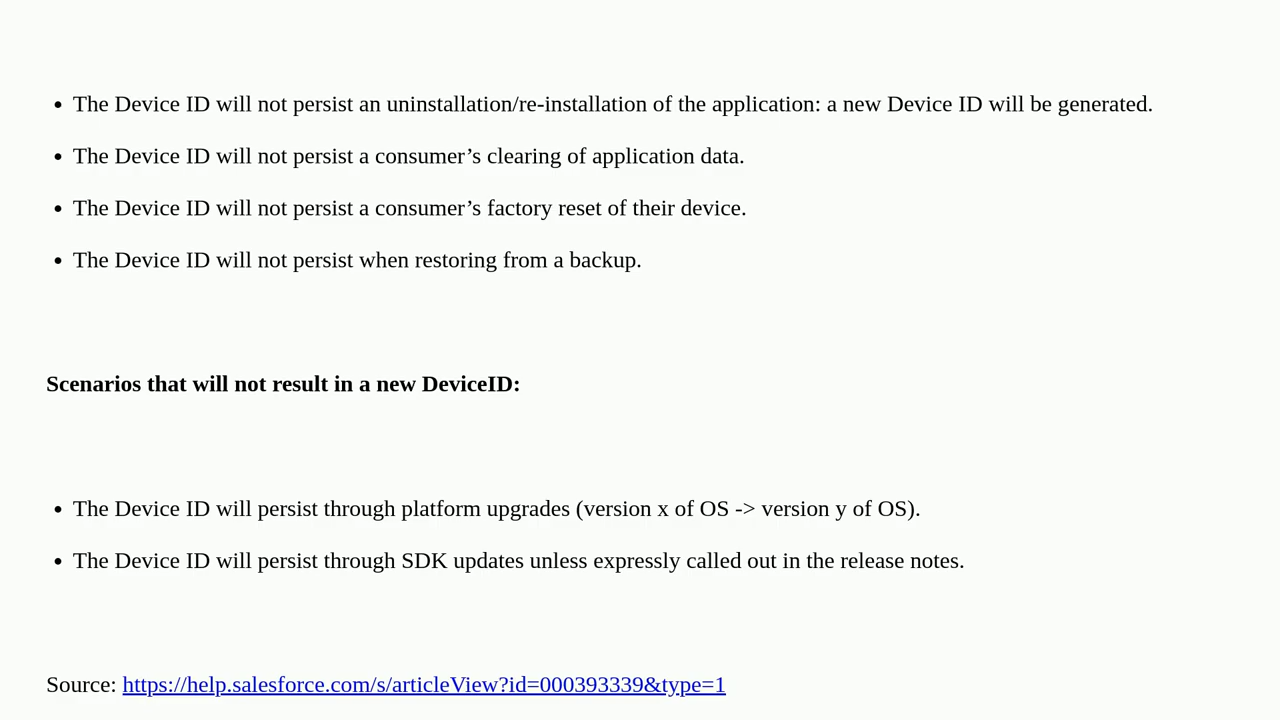 • The Device ID will not persist an uninstallation/re-installation of the application: a new Device ID will be generated.
• The Device ID will not persist a consumer’s clearing of application data.
• The Device ID will not persist a consumer’s factory reset of their device.
• The Device ID will not persist when restoring from a backup.
Scenarios that will not result in a new DeviceID:
• The Device ID will persist through platform upgrades (version x of OS -> version y of OS).
• The Device ID will persist through SDK updates unless expressly called out in the release notes.
Source: https://help.salesforce.com/s/articleView?id=000393339&type=1